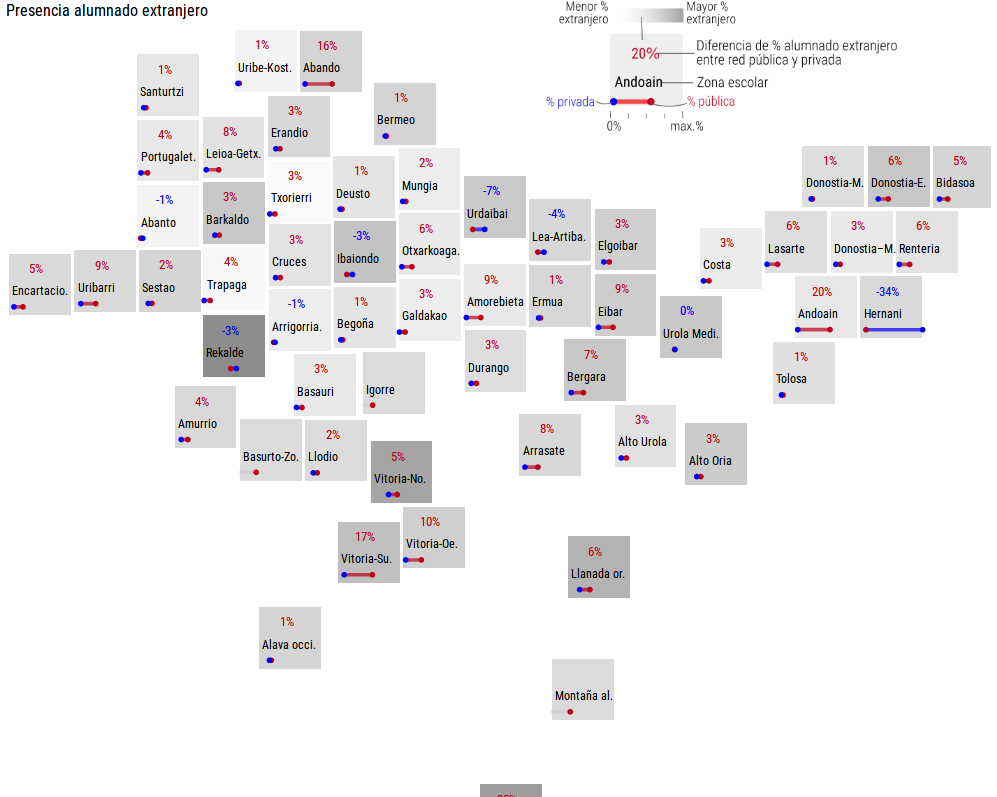 Presencia alumnado extranjero
Menor %
extranjero
Mayor %
extranjero
20%
Diferencia de % alumnado extranjero
entre red pública y privada
Andoain
Zona escolar
% privada
% pública
0%
max.%
1%
Uribe-Kost.
16%
Abando
1%
Santurtzi
1%
Bermeo
3%
Erandio
8%
Leioa-Getx.
4%
Portugalet.
2%
Mungia
1%
Deusto
3%
Txorierri
3%
Barkaldo
-1%
Abanto
-7%
Urdaibai
-4%
Lea-Artiba.
3%
Elgoibar
6%
Otxarkoaga.
-3%
Ibaiondo
3%
Cruces
4%
Trapaga
2%
Sestao
9%
Uribarri
5%
Encartacio.
1%
Donostia-M.
6%
Donostia-E.
5%
Bidasoa
6%
Lasarte
3%
Donostia-M.
6%
Renteria
3%
Costa
20%
Andoain
-34%
Hernani
1%
Tolosa
9%
Amorebieta
1%
Ermua
9%
Eibar
0%
Urola Medi.
3%
Galdakao
1%
Begoña
-1%
Arrigorria.
-3%
Rekalde
3%
Durango
7%
Bergara
3%
Basauri
Igorre
4%
Amurrio
Basurto-Zo.
2%
Llodio
5%
Vitoria-No.
8%
Arrasate
3%
Alto Urola
3%
Alto Oria
17%
Vitoria-Su.
10%
Vitoria-Oe.
6%
Llanada or.
1%
Alava occi.
Montaña al.